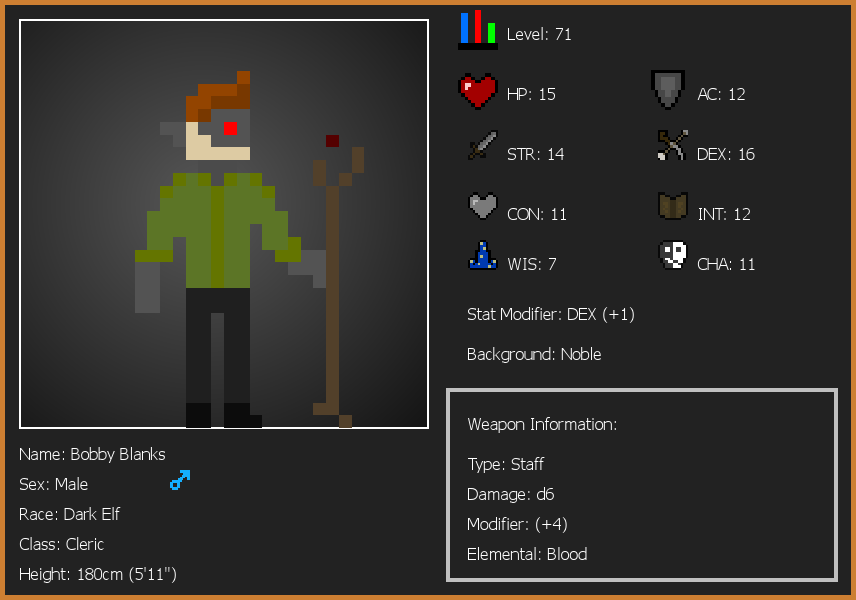 Level: 71
HP: 15
AC: 12
STR: 14
DEX: 16
CON: 11
INT: 12
WIS: 7
CHA: 11
Stat Modifier: DEX (+1)
Background: Noble
Weapon Information:
Type: Staff
Damage: d6
Modifier: (+4)
Elemental: Blood
Name: Bobby Blanks
Sex: Male
Race: Dark Elf
Class: Cleric
Height: 180cm (5'11")